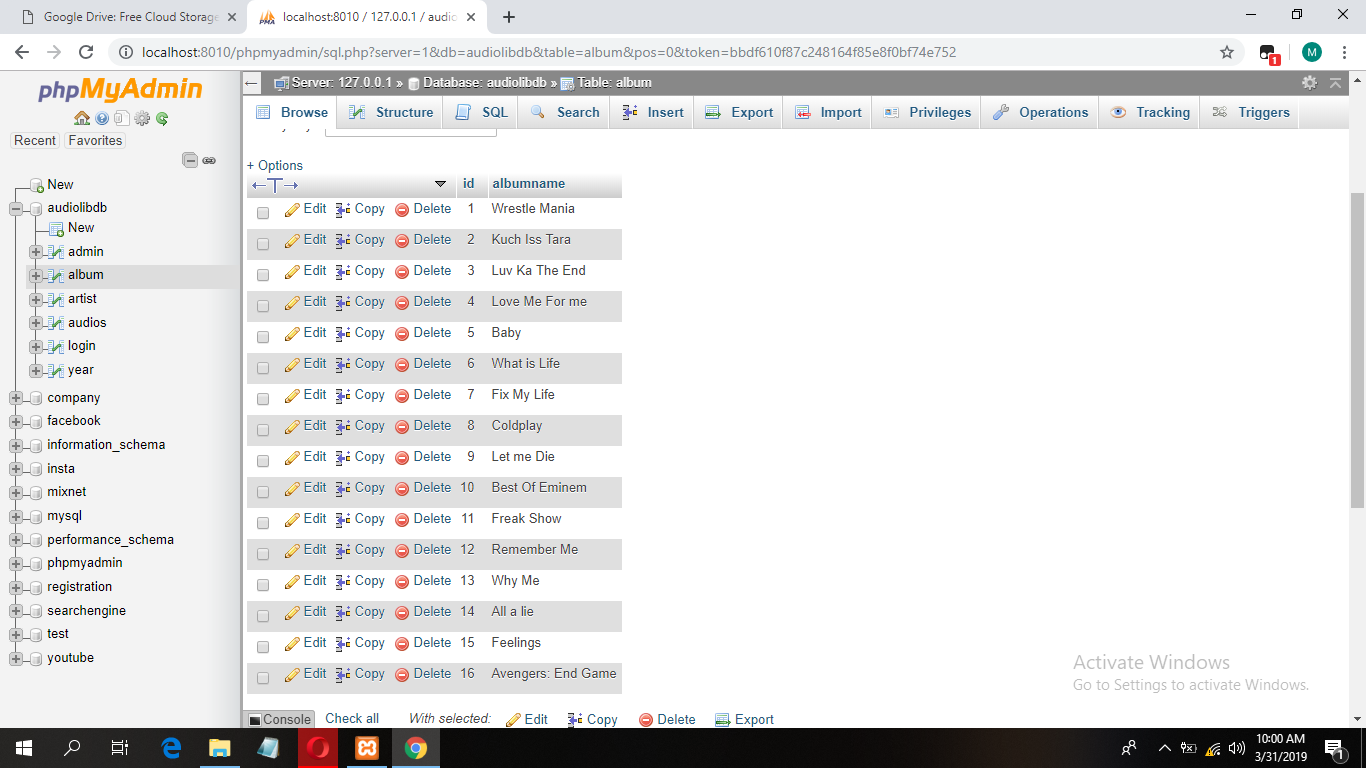 Google Drive: Free Cloud Storage
localhost:8010 / 127.0.0.1 / audio
localhost:8010/phpmyadmin/sql.php?server=1&db=audiolibdb&table=album&pos=0&token=bbdf610f87c248164f85e8f0bf74e752
1
M
phpMyAdmin
Recent Favorites
New
audiolibdb
New
admin
album
artist
audios
login
year
company
facebook
information_schema
insta
mixnet
mysql
performance_schema
phpmyadmin
registration
searchengine
test
youtube
Server: 127.0.0.1 » Database: audiolibdb » Table: album
Browse Structure SQL Search Insert Export Import Privileges Operations Tracking Triggers
+ Options
←T→ id albumname
Edit Copy Delete 1 Wrestle Mania
Edit Copy Delete 2 Kuch Iss Tara
Edit Copy Delete 3 Luv Ka The End
Edit Copy Delete 4 Love Me For me
Edit Copy Delete 5 Baby
Edit Copy Delete 6 What is Life
Edit Copy Delete 7 Fix My Life
Edit Copy Delete 8 Coldplay
Edit Copy Delete 9 Let me Die
Edit Copy Delete 10 Best Of Eminem
Edit Copy Delete 11 Freak Show
Edit Copy Delete 12 Remember Me
Edit Copy Delete 13 Why Me
Edit Copy Delete 14 All a lie
Edit Copy Delete 15 Feelings
Edit Copy Delete 16 Avengers: End Game
Console Check all With selected: Edit Copy Delete Export
Activate Windows
Go to Settings to activate Windows.
10:00 AM
3/31/2019
1